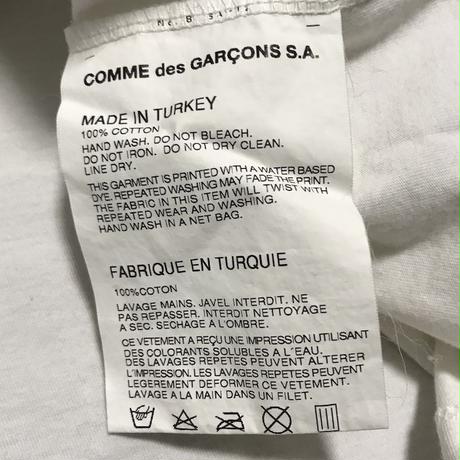 No. B
COMME des GARÇONS S.A.
MADE IN TURKEY
100% COTTON
HAND WASH. DO NOT BLEACH.
DO NOT IRON. DO NOT DRY CLEAN.
LINE DRY.
THIS GARMENT IS PRINTED WITH A WATER BASED
DYE. REPEATED WASHING MAY FADE THE PRINT.
THE FABRIC IN THIS ITEM WILL TWIST WITH
REPEATED WEAR AND WASHING.
HAND WASH IN A NET BAG.
FABRIQUE EN TURQUIE
100%COTON
LAVAGE MAINS. JAVEL INTERDIT. NE
PAS REPASSER. INTERDIT NETTOYAGE
A SEC. SECHAGE A L'OMBRE.
CE VETEMENT A REÇU UNE IMPRESSION UTILISANT
DES COLORANTS SOLUBLES A L'EAU.
DES LAVAGES REPETES PEUVENT ALTERER
L'IMPRESSION. LES LAVAGES REPETES PEUVENT
LEGEREMENT DEFORMER CE VETEMENT.
LAVAGE A LA MAIN DANS UN FILET.